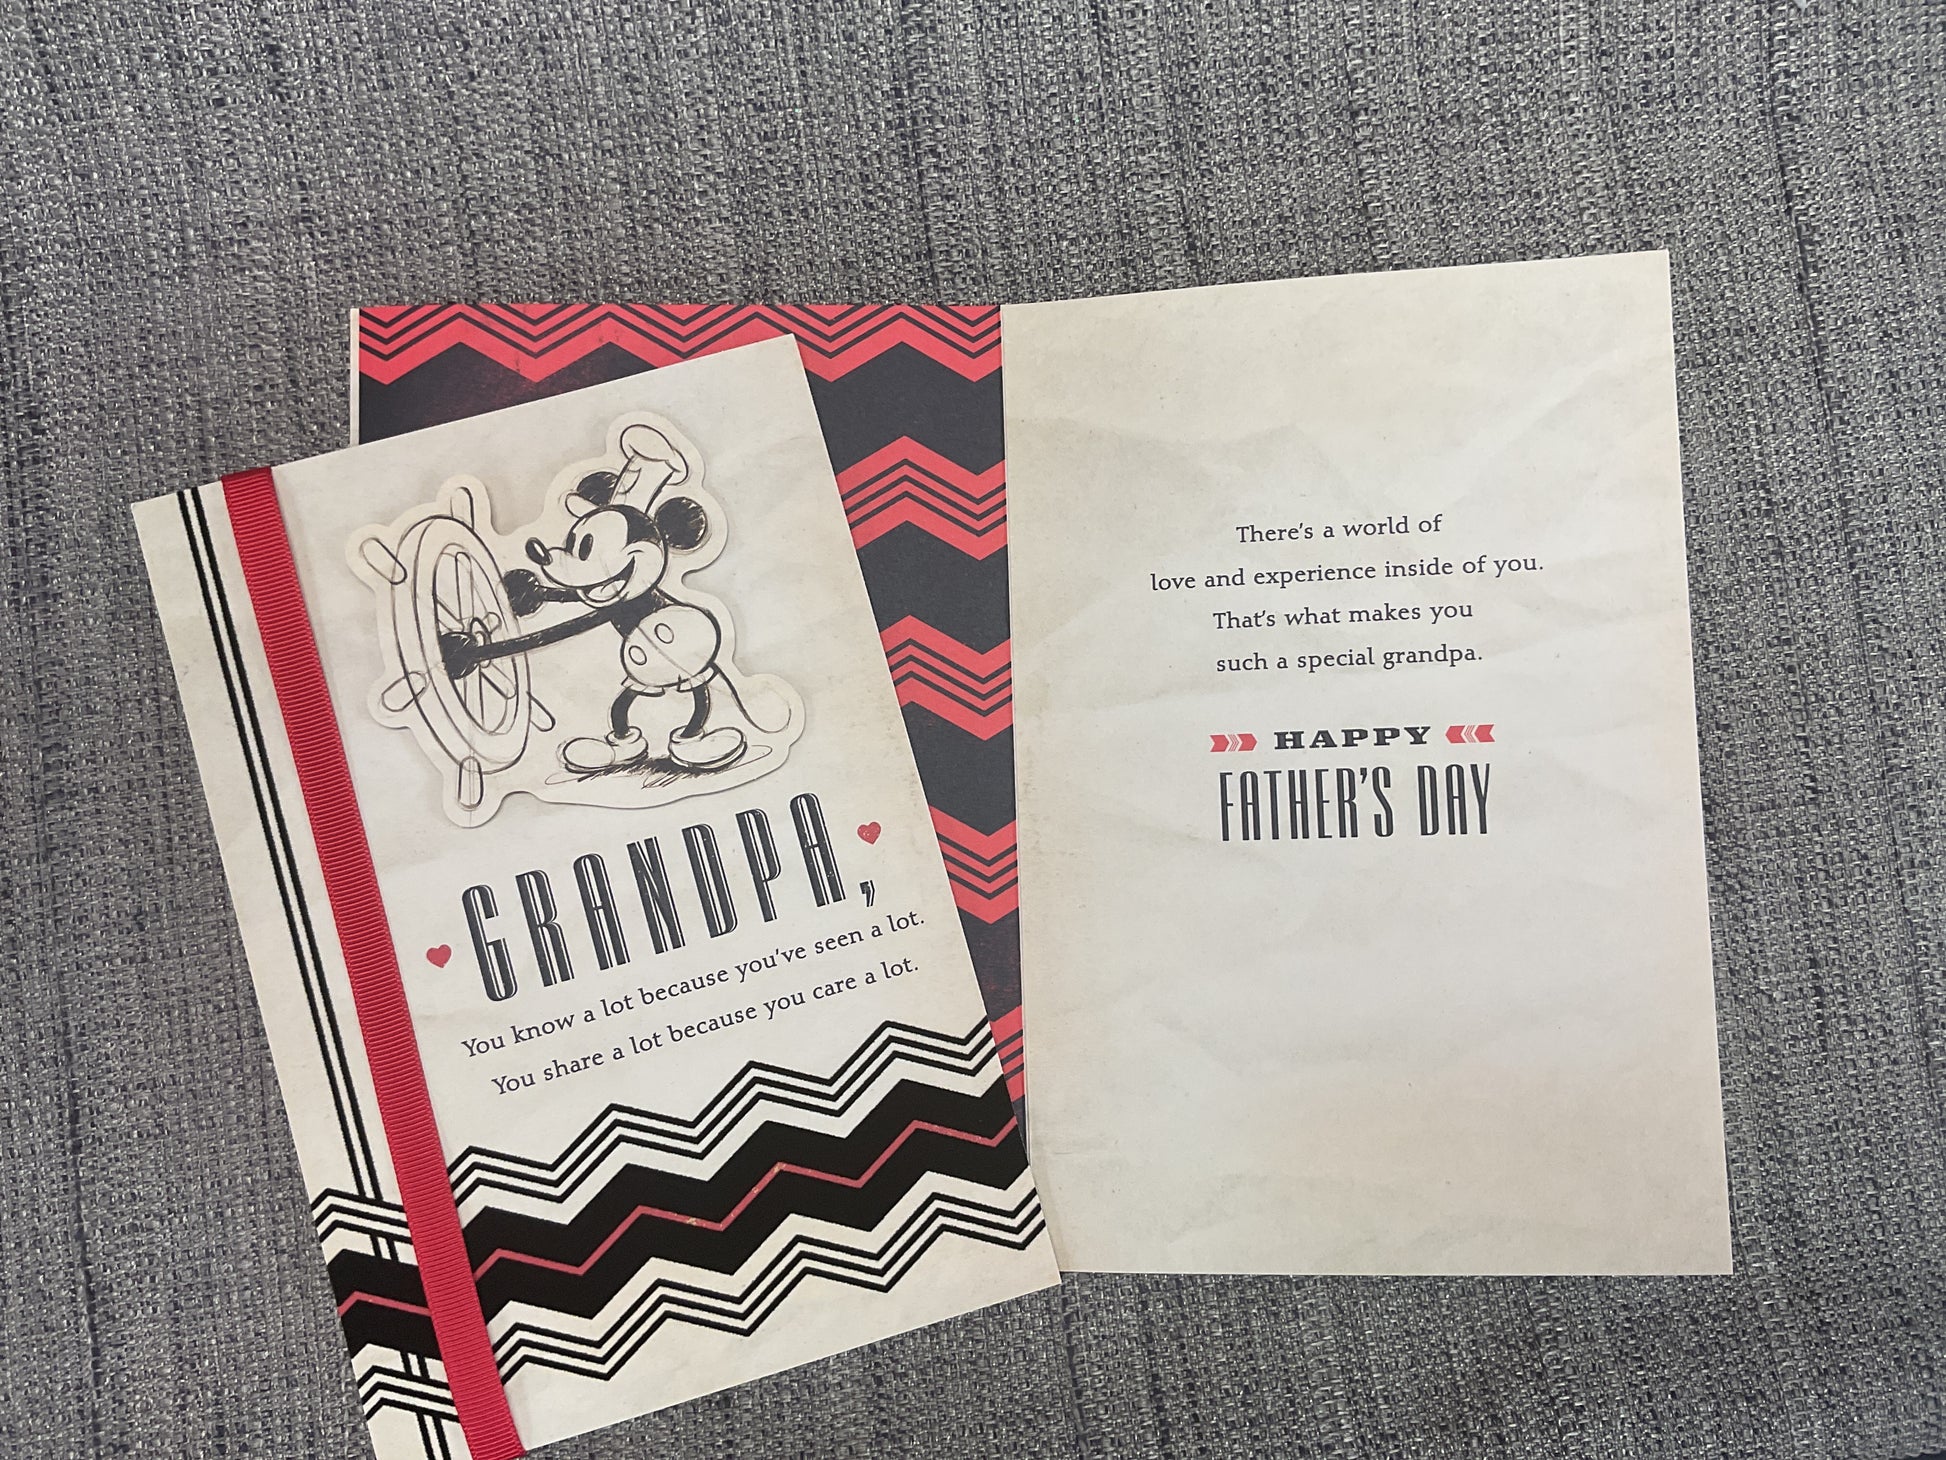 GRANDPA,
You know a lot because you've seen a lot.
You share a lot because you care a lot.
There's a world of
love and experience inside of you.
That's what makes you
such a special grandpa.
HAPPY
FATHER'S DAY